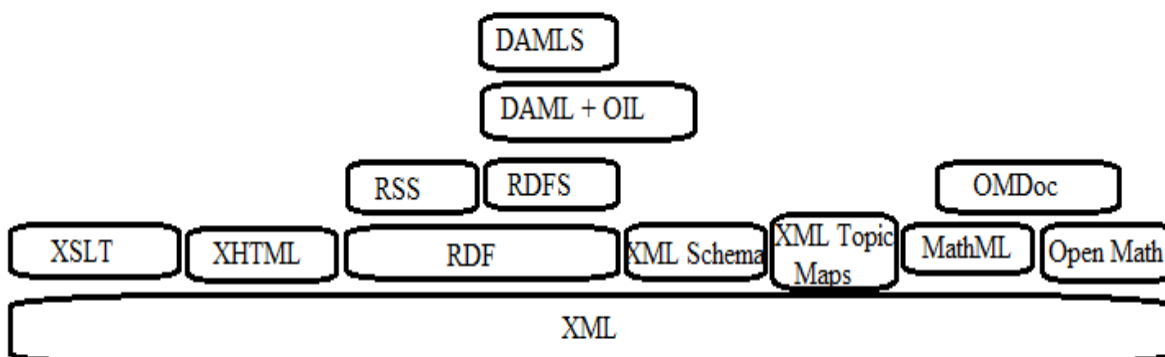 DAMLS
DAML + OIL
RSS
RDFS
OMDoc
XSLT
XHTML
RDF
XML Schema
XML Topic
Maps
MathML
Open Math
XML